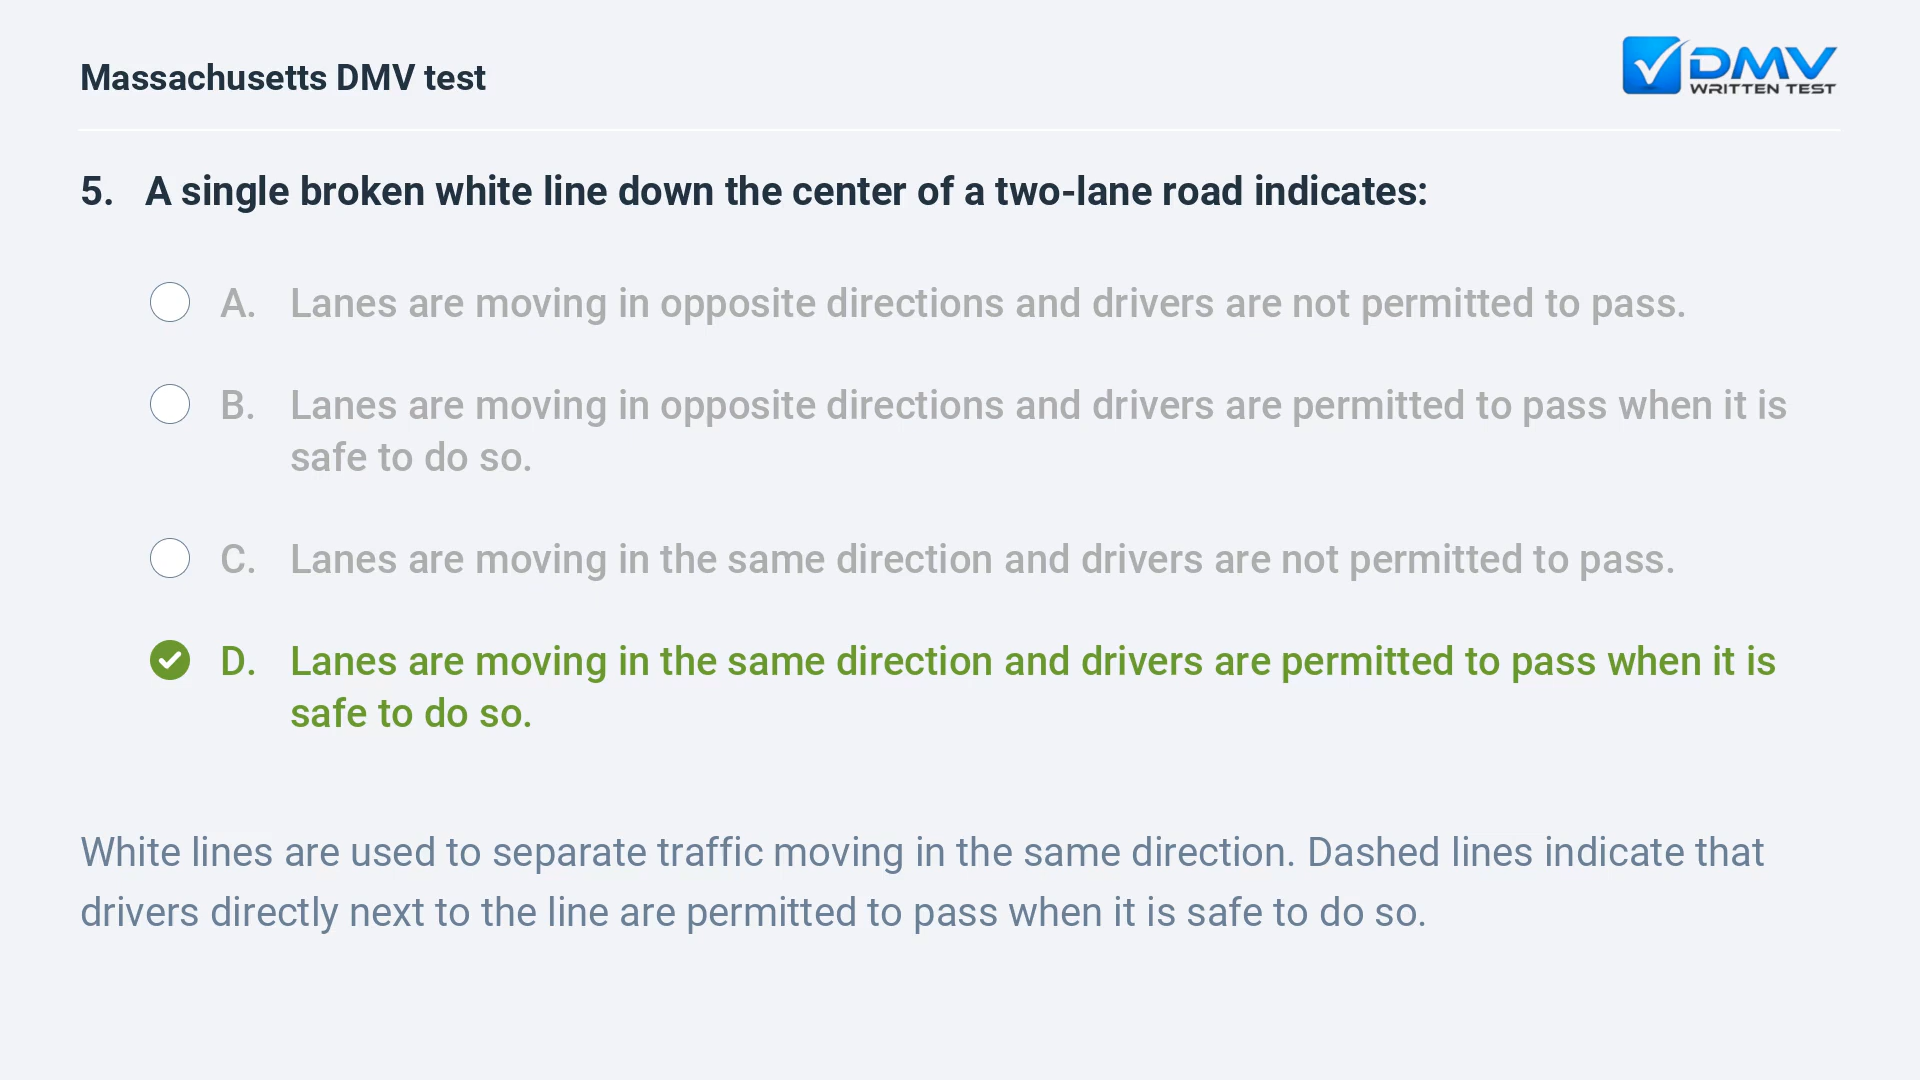 Massachusetts DMV test
DMV
WRITTEN TEST
5. A single broken white line down the center of a two-lane road indicates:
A. Lanes are moving in opposite directions and drivers are not permitted to pass.
B. Lanes are moving in opposite directions and drivers are permitted to pass when it is
safe to do so.
C. Lanes are moving in the same direction and drivers are not permitted to pass.
D. Lanes are moving in the same direction and drivers are permitted to pass when it is
safe to do so.
White lines are used to separate traffic moving in the same direction. Dashed lines indicate that
drivers directly next to the line are permitted to pass when it is safe to do so.